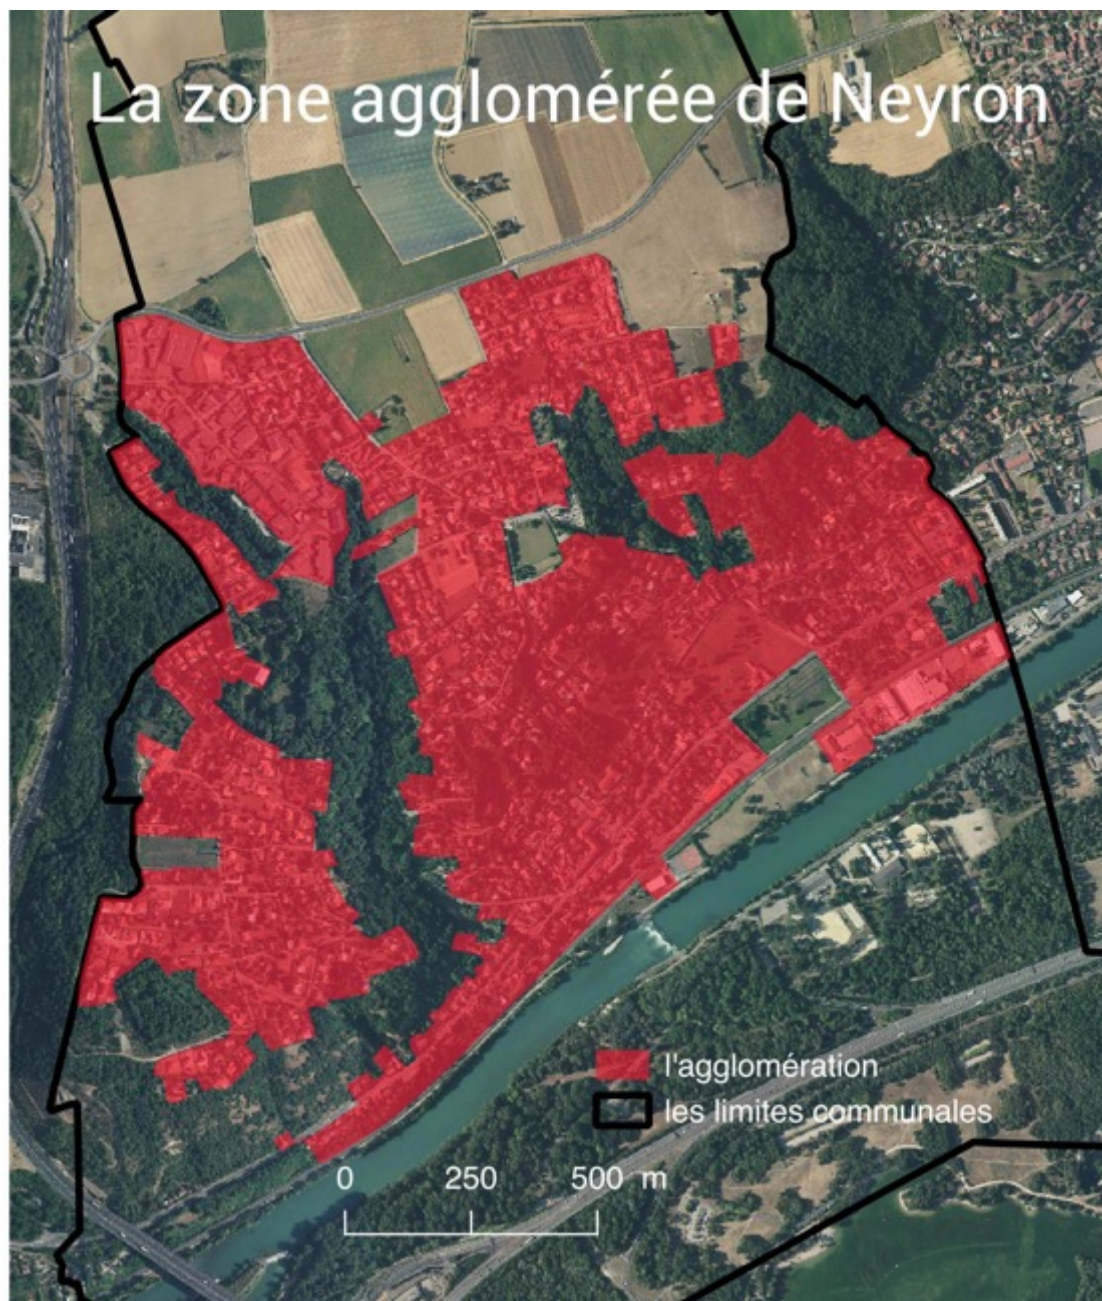 La zone agglomérée de Neyron
l'agglomération
les limites communales
0 250 500 m